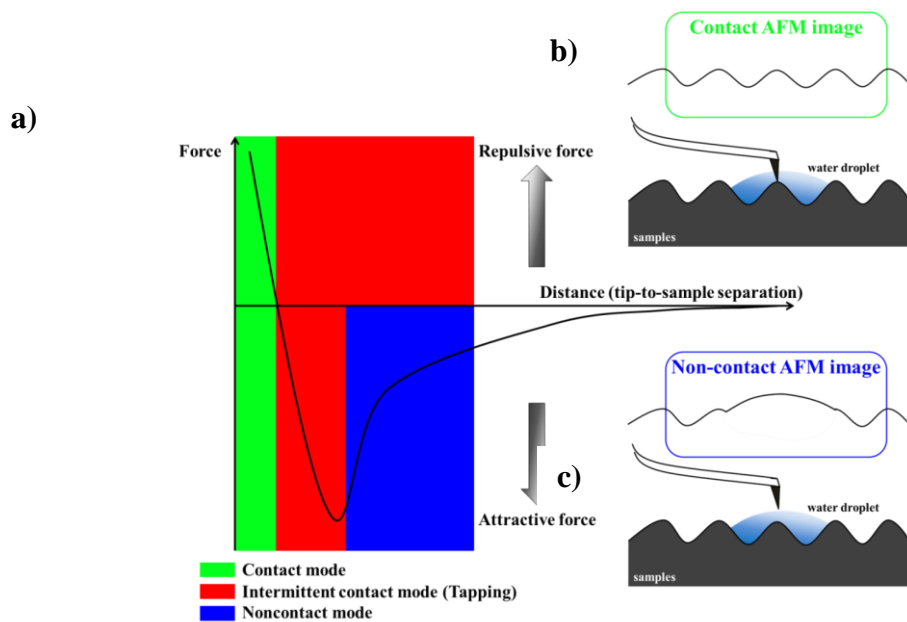 a)
Force
Repulsive force
Distance (tip-to-sample separation)
Attractive force
Contact mode
Intermittent contact mode (Tapping)
Noncontact mode
b)
Contact AFM image
water droplet
samples
Non-contact AFM image
c)
water droplet
samples